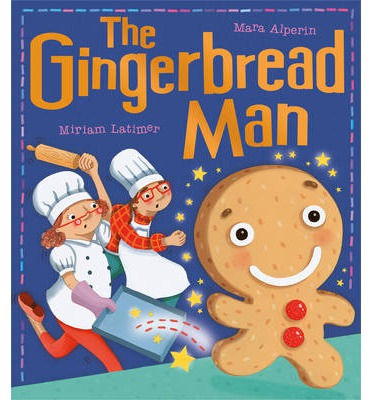 The
Mara Alperin
Gingerbread
Miriam Latimer
Man